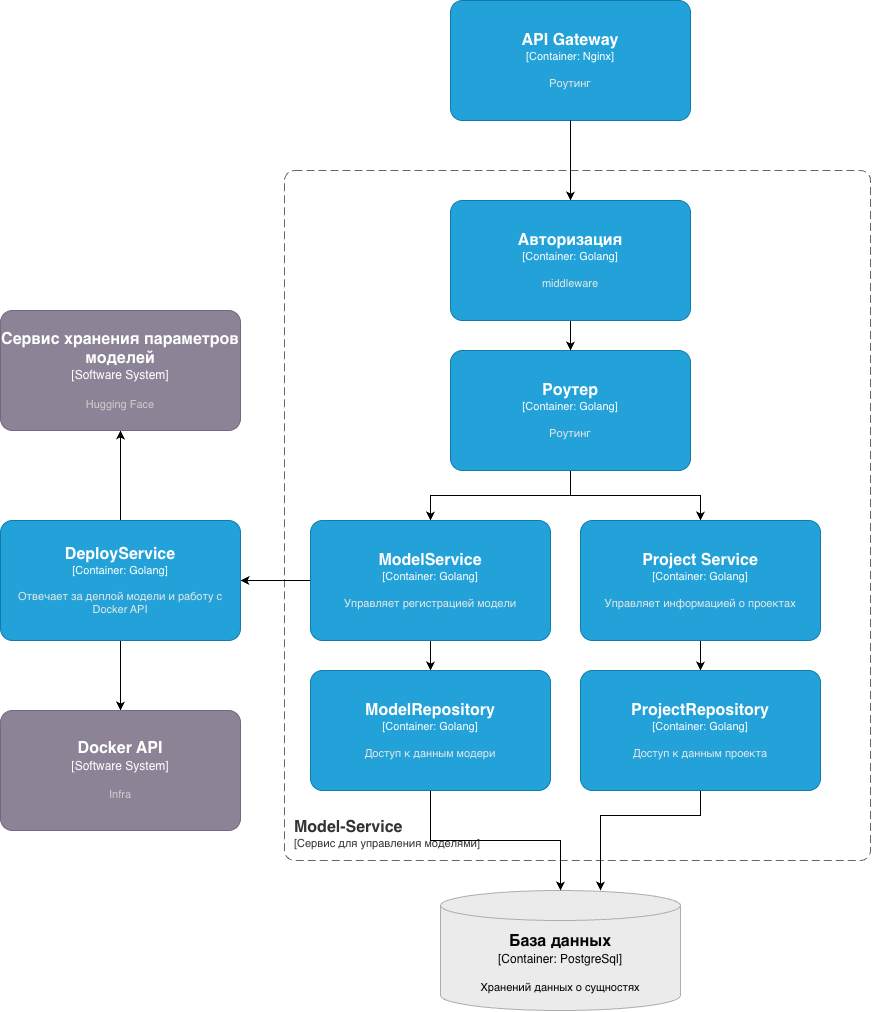 API Gateway
[Container: Nginx]
Роутинг
Авторизация
[Container: Golang]
middleware
Сервис хранения параметров
моделей
[Software System]
Hugging Face
Роутер
[Container: Golang]
Роутинг
DeployService
[Container: Golang]
Отвечает за деплой модели и работу с
Docker API
ModelService
[Container: Golang]
Управляет регистрацией модели
Project Service
[Container: Golang]
Управляет информацией о проектах
ModelRepository
[Container: Golang]
Доступ к данным модери
ProjectRepository
[Container: Golang]
Доступ к данным проекта
Docker API
[Software System]
Infra
Model-Service
[Сервис для управления моделями]
База данных
[Container: PostgreSql]
Хранений данных о сущностях